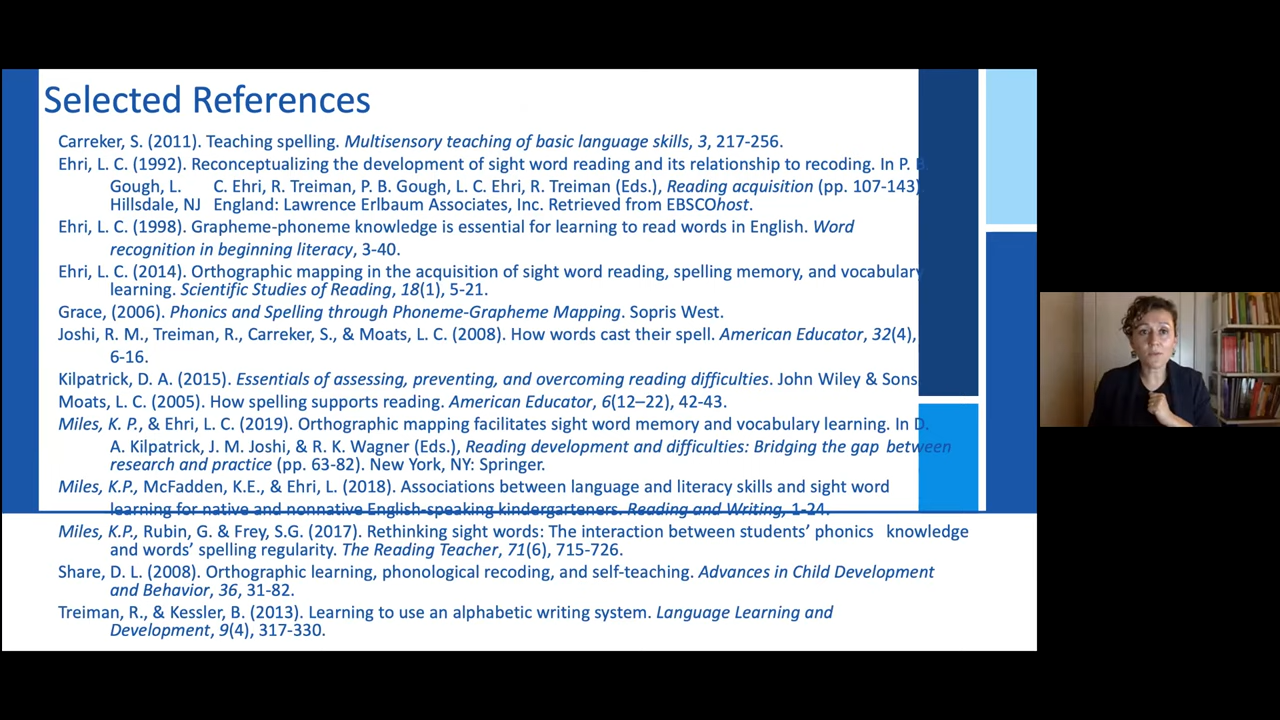 Selected References
Carreker, S. (2011). Teaching spelling. Multisensory teaching of basic language skills, 3, 217-256.
Ehri, L. C. (1992). Reconceptualizing the development of sight word reading and its relationship to recoding. In P. B.
Gough, L. C. Ehri, R. Treiman, P. B. Gough, L. C. Ehri, R. Treiman (Eds.), Reading acquisition (pp. 107-143)
Hillsdale, NJ England: Lawrence Erlbaum Associates, Inc. Retrieved from EBSCOhost.
Ehri, L. C. (1998). Grapheme-phoneme knowledge is essential for learning to read words in English. Word
recognition in beginning literacy, 3-40.
Ehri, L. C. (2014). Orthographic mapping in the acquisition of sight word reading, spelling memory, and vocabulary
learning. Scientific Studies of Reading, 18(1), 5-21.
Grace, (2006). Phonics and Spelling through Phoneme-Grapheme Mapping. Sopris West.
Joshi, R. M., Treiman, R., Carreker, S., & Moats, L. C. (2008). How words cast their spell. American Educator, 32(4),
6-16.
Kilpatrick, D. A. (2015). Essentials of assessing, preventing, and overcoming reading difficulties. John Wiley & Sons
Moats, L. C. (2005). How spelling supports reading. American Educator, 6(12–22), 42-43.
Miles, K. P., & Ehri, L. C. (2019). Orthographic mapping facilitates sight word memory and vocabulary learning. In D.
A. Kilpatrick, J. M. Joshi, & R. K. Wagner (Eds.), Reading development and difficulties: Bridging the gap between
research and practice (pp. 63-82). New York, NY: Springer.
Miles, K.P., McFadden, K.E., & Ehri, L. (2018). Associations between language and literacy skills and sight word
learning for native and nonnative English-speaking kindergarteners. Reading and Writing, 1-24.
Miles, K.P., Rubin, G. & Frey, S.G. (2017). Rethinking sight words: The interaction between students’ phonics knowledge
and words’ spelling regularity. The Reading Teacher, 71(6), 715-726.
Share, D. L. (2008). Orthographic learning, phonological recoding, and self-teaching. Advances in Child Development
and Behavior, 36, 31-82.
Treiman, R., & Kessler, B. (2013). Learning to use an alphabetic writing system. Language Learning and
Development, 9(4), 317-330.